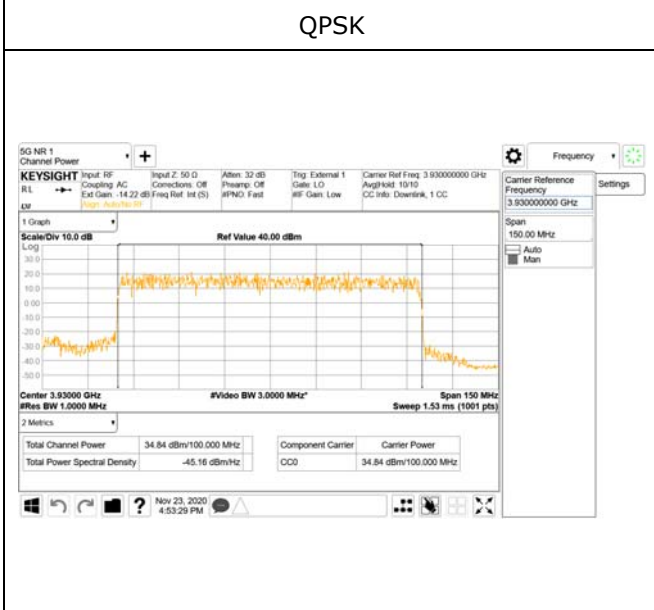 QPSK
5G NR 1
Channel Power
KEYSIGHT
RL
Input: RF
Coupling: AC
Ext Gain: -14.22 dB
Align: Auto/No RF
Input Z: 50 Ω
Corrections: Off
Freq Ref: Int (S)
Atten: 32 dB
Preamp: Off
#PNO: Fast
Trig: External 1
Gate: LO
#IF Gain: Low
Carrier Ref Freq: 3.930000000 GHz
Avg|Hold: 10/10
CC Info: Downlink, 1 CC
1 Graph
Scale/Div 10.0 dB
Ref Value 40.00 dBm
Log
30.0
20.0
10.0
0.00
-10.0
-20.0
-30.0
-40.0
-50.0
Center 3.93000 GHz
#Video BW 3.0000 MHz*
Span 150 MHz
#Res BW 1.0000 MHz
Sweep 1.53 ms (1001 pts)
2 Metrics
Total Channel Power 34.84 dBm/100.000 MHz
Total Power Spectral Density -45.16 dBm/Hz
Component Carrier Carrier Power
CC0 34.84 dBm/100.000 MHz
Nov 23, 2020
4:53:29 PM
Frequency
Settings
Carrier Reference
Frequency
3.930000000 GHz
Span
150.00 MHz
Auto
Man